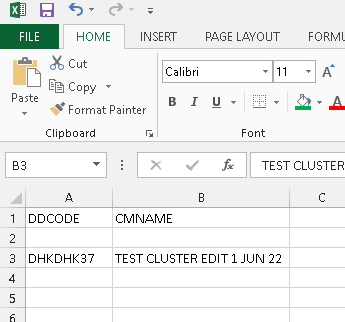 FILE HOME INSERT PAGE LAYOUT FORMU
Cut
Calibri 11 A
Paste Copy
B I U A
Format Painter
Clipboard Font
B3 fx TEST CLUSTER
A B C
1 DDCODE CMNAME
2
3 DHKDHK37 TEST CLUSTER EDIT 1 JUN 22
4
5
6